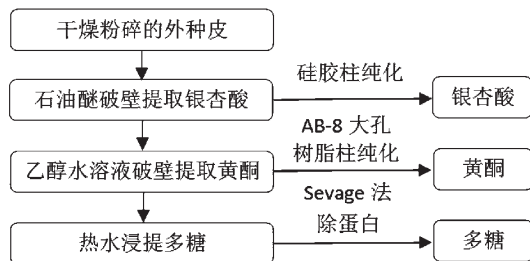 干燥粉碎的外种皮
硅胶柱纯化
石油醚破壁提取银杏酸
银杏酸
AB-8 大孔
树脂柱纯化
乙醇水溶液破壁提取黄酮
黄酮
Sevage 法
除蛋白
热水浸提多糖
多糖